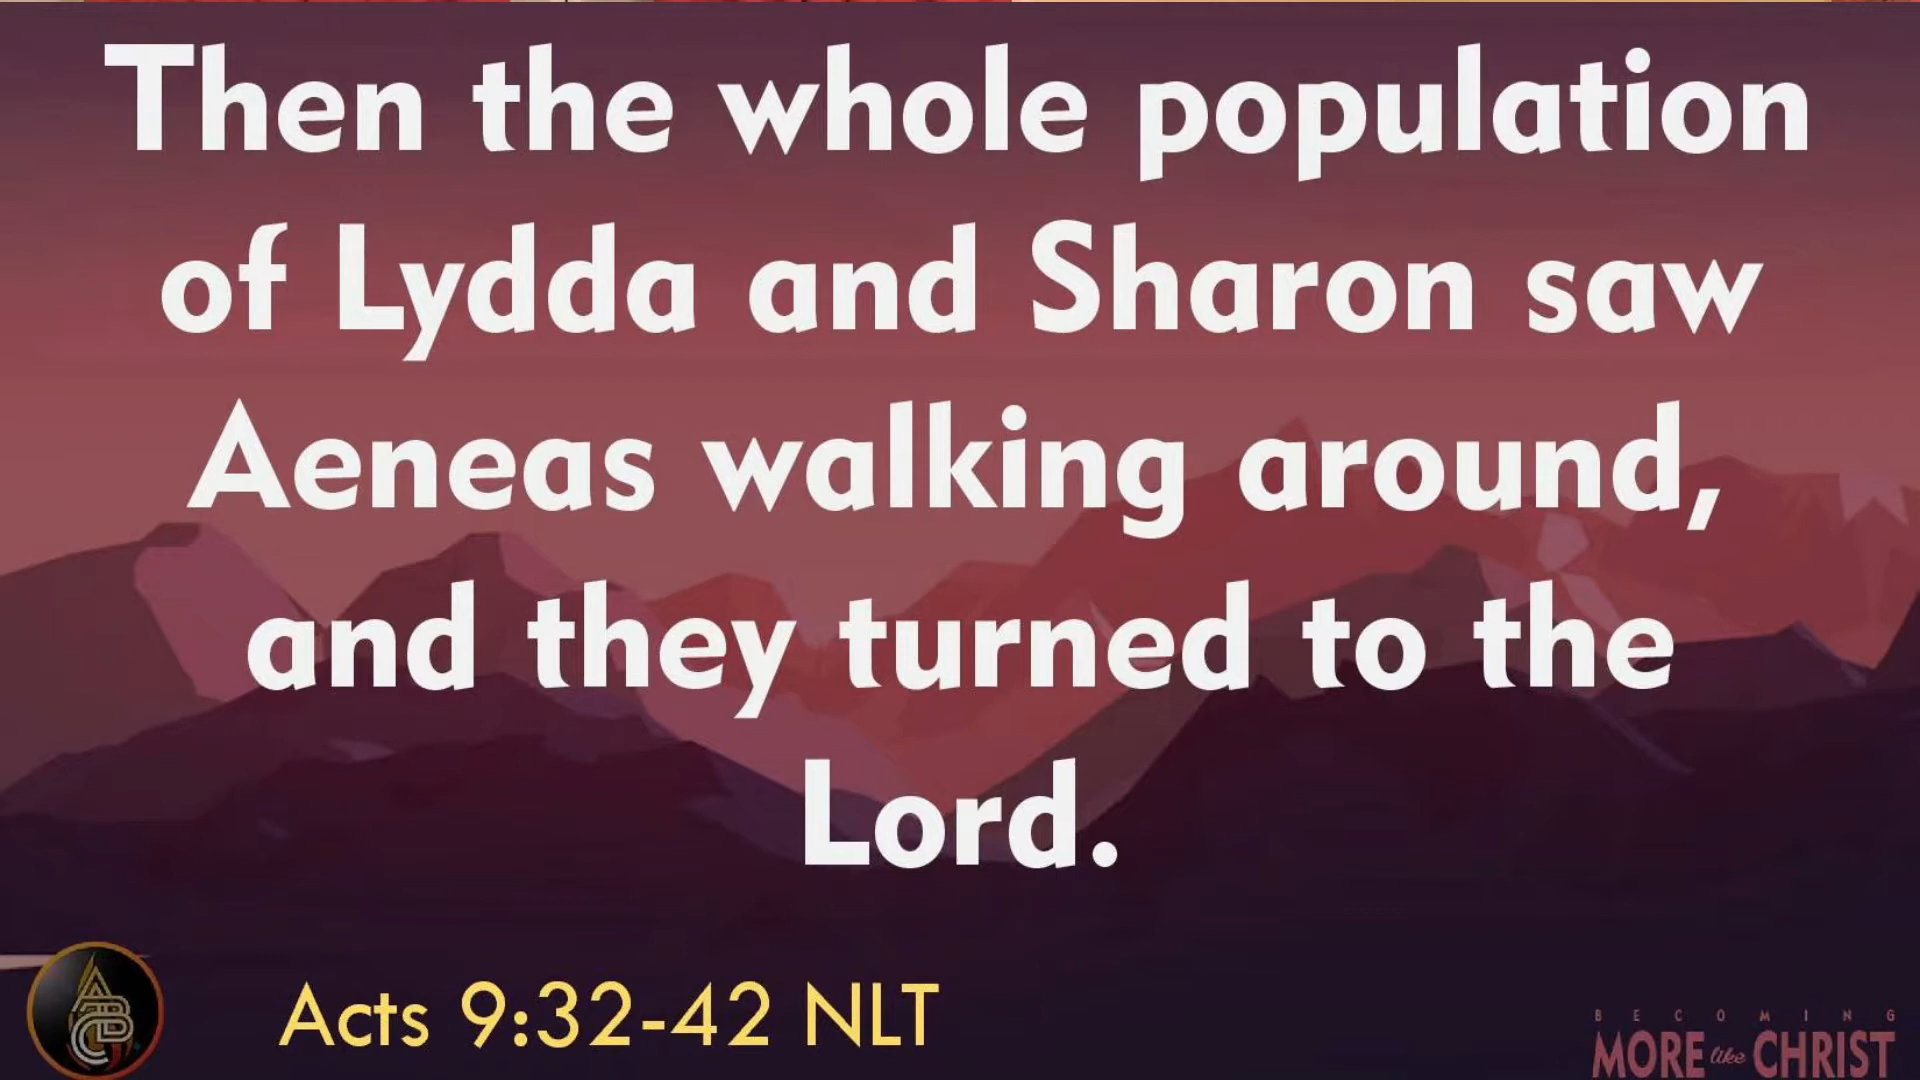 Then the whole population
of Lydda and Sharon saw
Aeneas walking around,
and they turned to the
Lord.
Acts 9:32-42 NLT
ABC
BECOMING
MORE like CHRIST